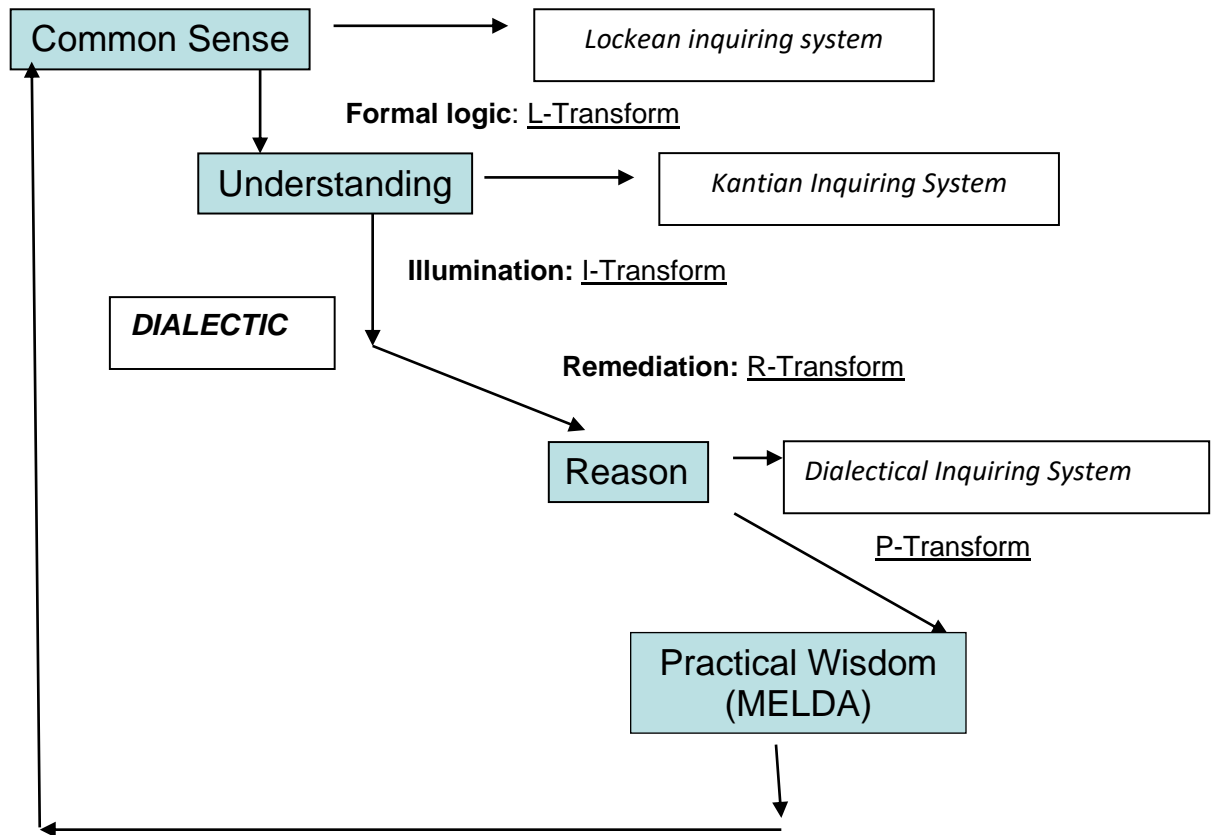 Common Sense
Lockean inquiring system
Formal logic: L-Transform
Understanding
Kantian Inquiring System
Illumination: I-Transform
DIALECTIC
Remediation: R-Transform
Reason
Dialectical Inquiring System
P-Transform
Practical Wisdom
(MELDA)